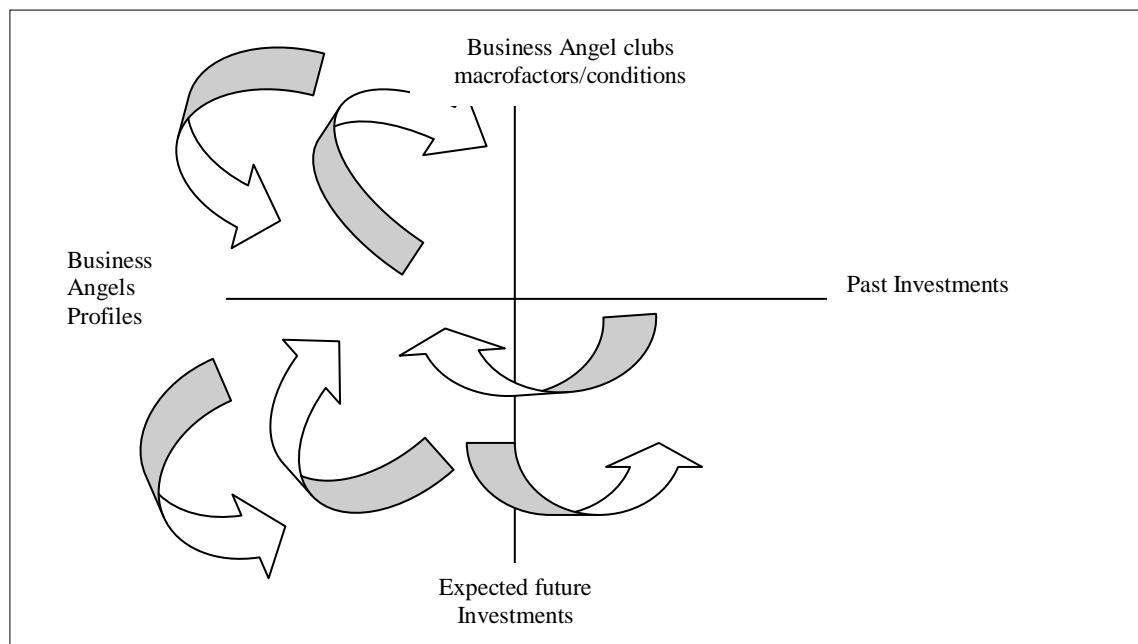 Business Angel clubs
macrofactors/conditions
Business
Angels
Profiles
Past Investments
Expected future
Investments